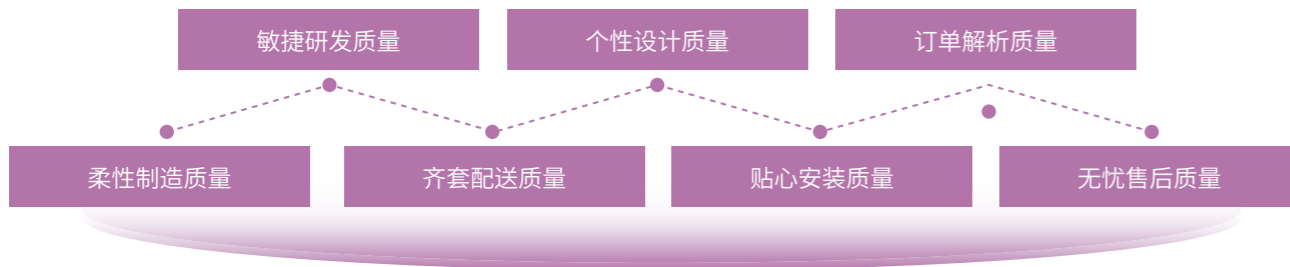 敏捷研发质量
个性设计质量
订单解析质量
柔性制造质量
齐套配送质量
贴心安装质量
无忧售后质量